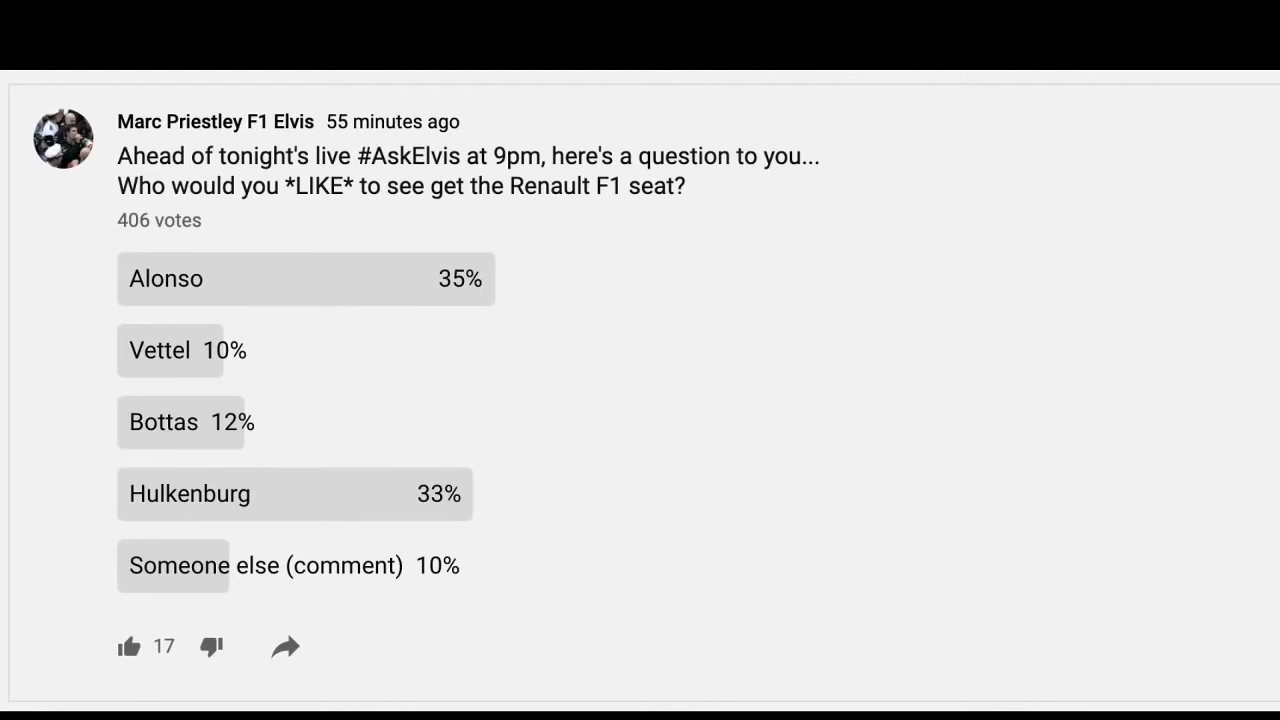 Marc Priestley F1 Elvis 55 minutes ago
Ahead of tonight's live #AskElvis at 9pm, here's a question to you...
Who would you *LIKE* to see get the Renault F1 seat?
406 votes
Alonso 35%
Vettel 10%
Bottas 12%
Hulkenburg 33%
Someone else (comment) 10%
17